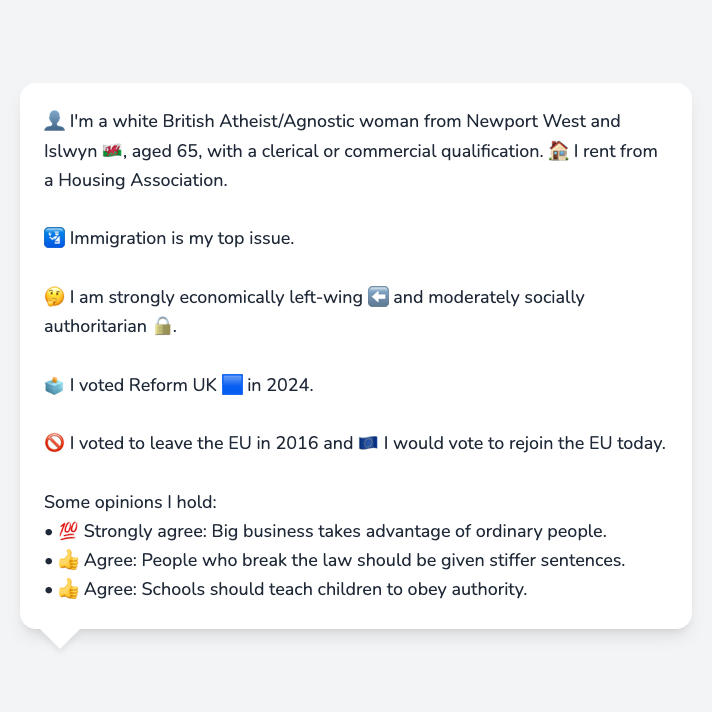 👤 I'm a white British Atheist/Agnostic woman from Newport West and
Islwyn 🏴󠁧󠁢󠁷󠁬󠁳󠁿, aged 65, with a clerical or commercial qualification. 🏠 I rent from
a Housing Association.
🛂 Immigration is my top issue.
🤔 I am strongly economically left-wing ⬅️ and moderately socially
authoritarian 🔒.
🗳️ I voted Reform UK 🟦 in 2024.
🚫 I voted to leave the EU in 2016 and 🇪🇺 I would vote to rejoin the EU today.
Some opinions I hold:
• 💯 Strongly agree: Big business takes advantage of ordinary people.
• 👍 Agree: People who break the law should be given stiffer sentences.
• 👍 Agree: Schools should teach children to obey authority.